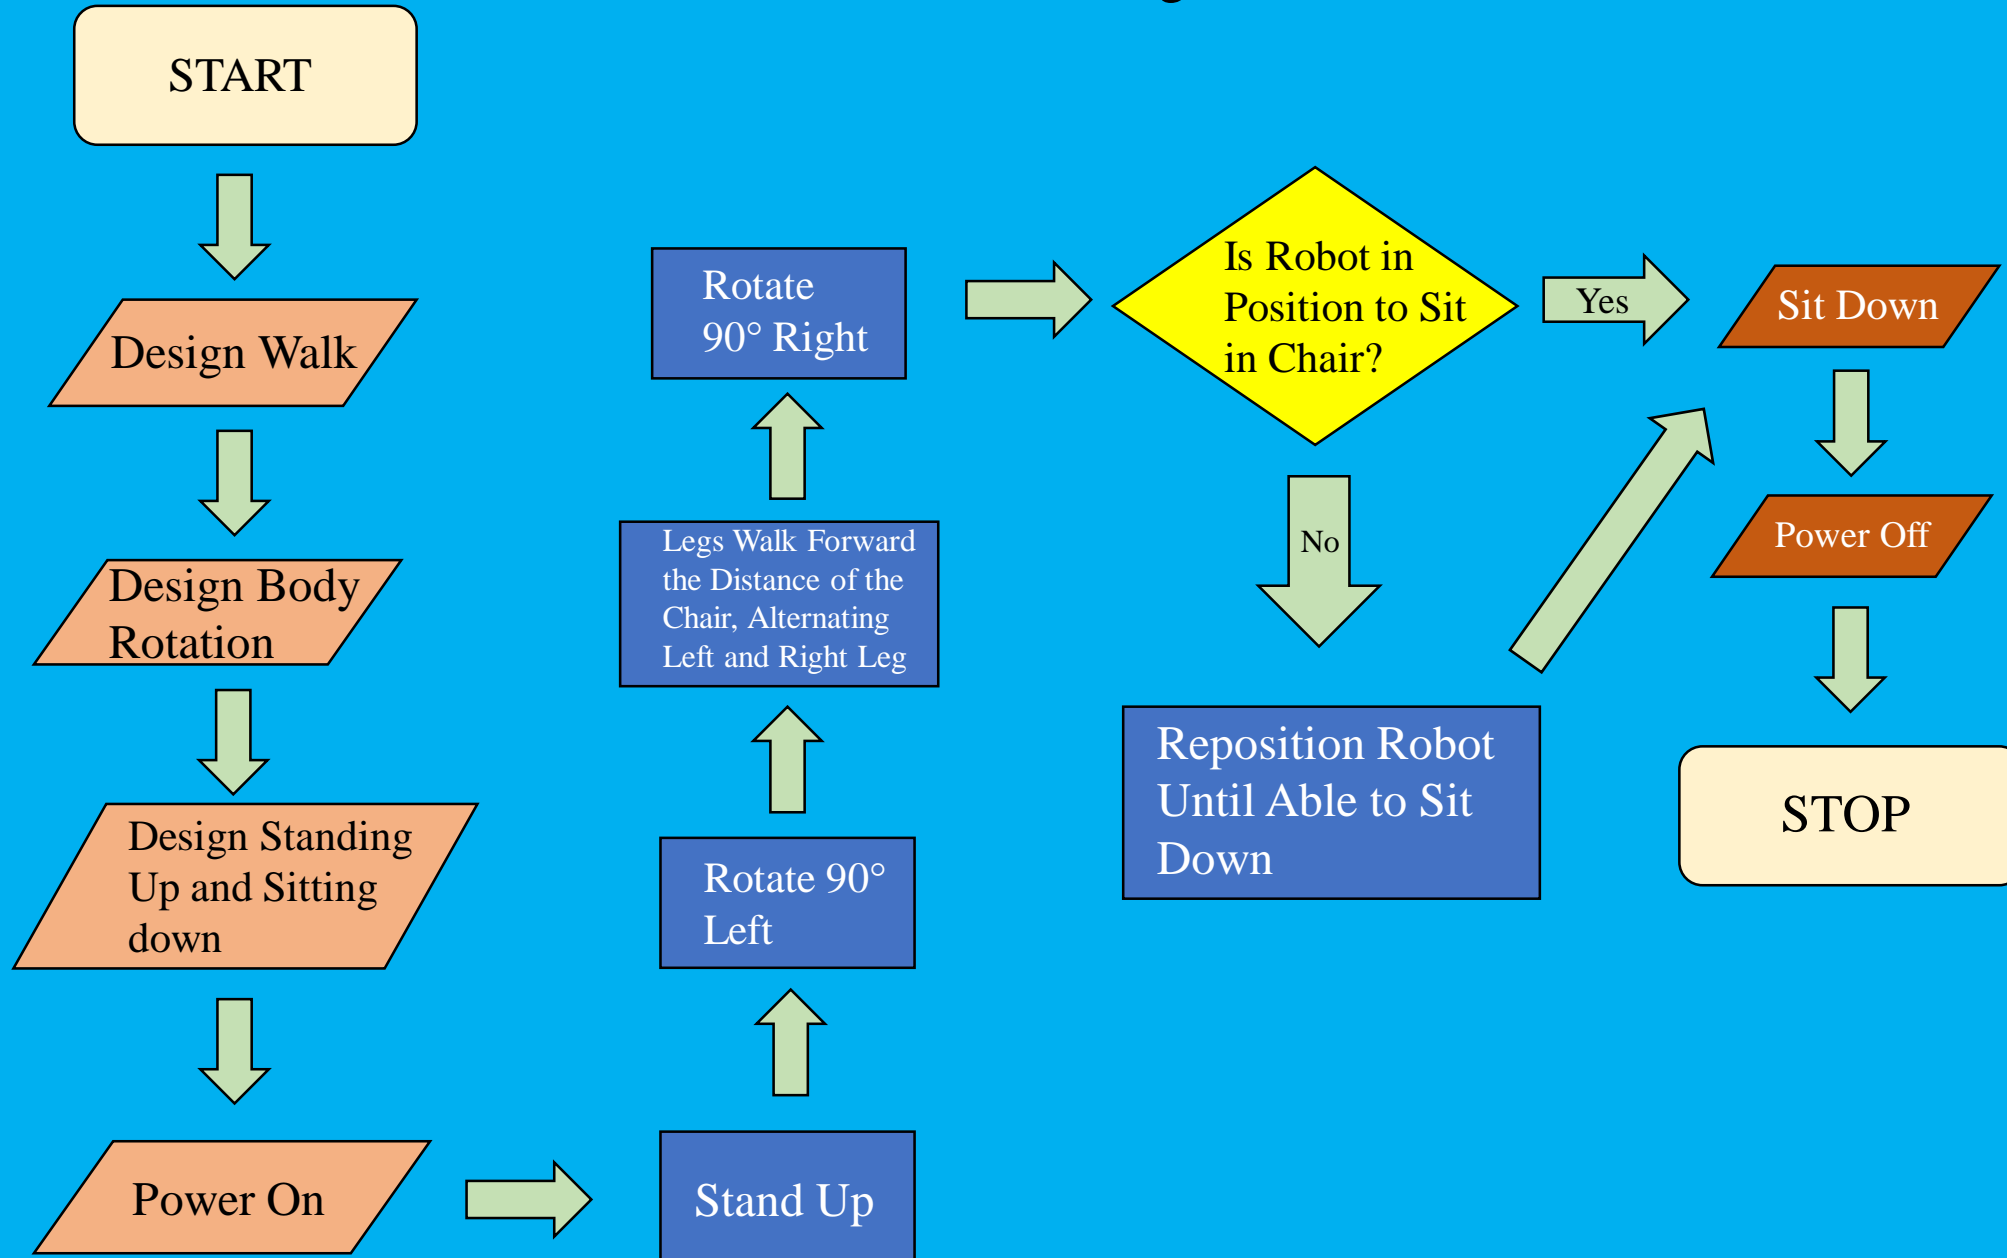 START
Design Walk
Design Body
Rotation
Design Standing
Up and Sitting
down
Power On
Stand Up
Rotate 90°
Left
Legs Walk Forward
the Distance of the
Chair, Alternating
Left and Right Leg
Rotate
90° Right
Is Robot in
Position to Sit
in Chair?
Yes
No
Reposition Robot
Until Able to Sit
Down
Sit Down
Power Off
STOP